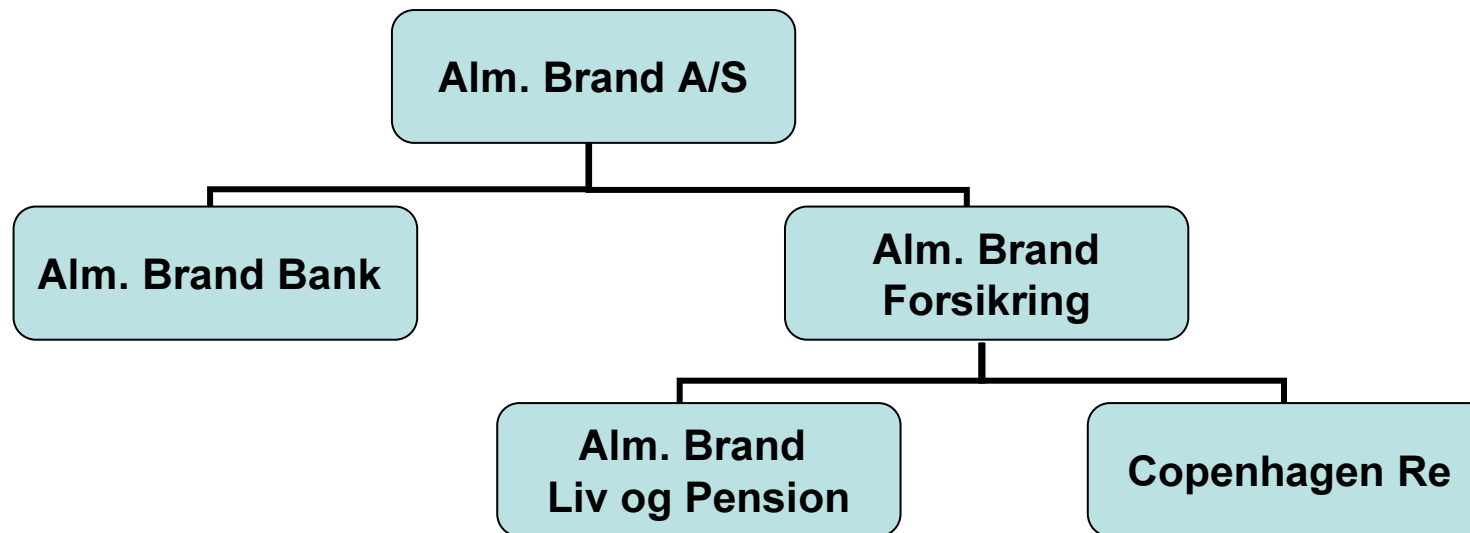 Alm. Brand A/S
Alm. Brand Bank
Alm. Brand
Forsikring
Alm. Brand
Liv og Pension
Copenhagen Re